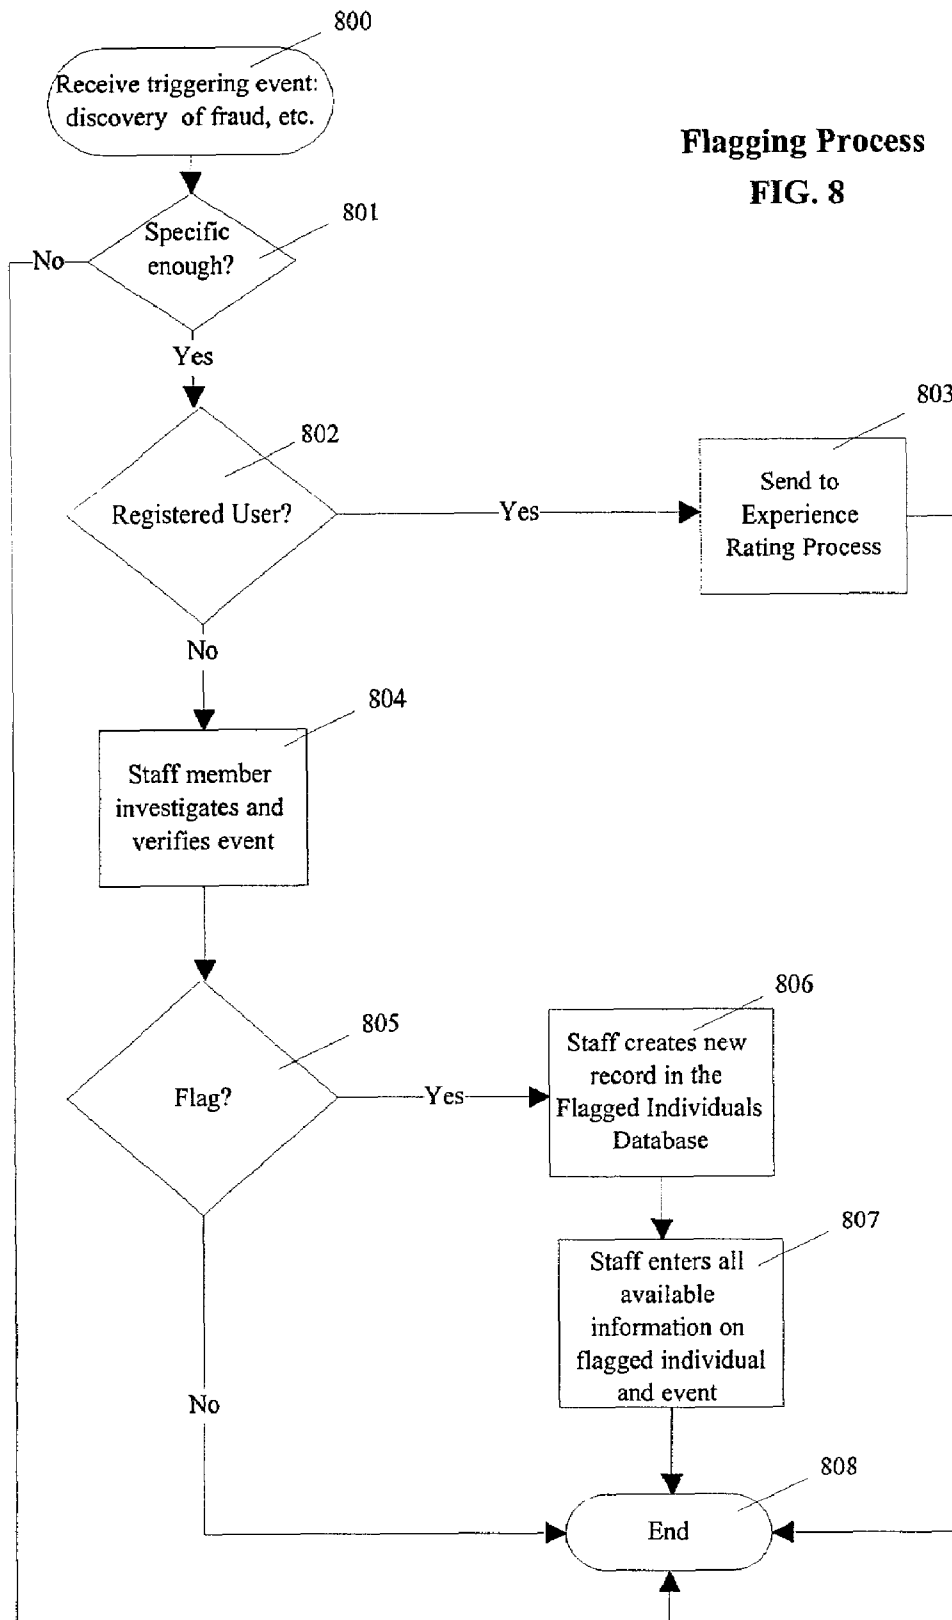 800
Receive triggering event:
discovery of fraud, etc.
Flagging Process
FIG. 8
801
Specific
enough?
No
Yes
802
803
Registered User?
Yes
Send to
Experience
Rating Process
No
804
Staff member
investigates and
verifies event
805
806
Flag?
Yes
Staff creates new
record in the
Flagged Individuals
Database
807
Staff enters all
available
information on
flagged individual
and event
No
808
End